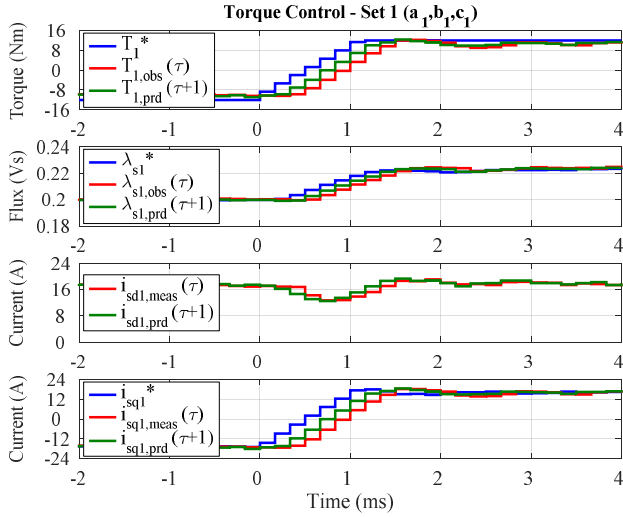 Torque Control - Set 1 (a₁,b₁,c₁)
Torque (Nm)
16
8
0
-8
-16
T₁*
T₁,obs(τ)
T₁,prd(τ+1)
-2 -1 0 1 2 3 4
Flux (Vs)
0.24
0.22
0.2
0.18
λs1*
λs1,obs(τ)
λs1,prd(τ+1)
-2 -1 0 1 2 3 4
Current (A)
24
16
8
0
isd1,meas(τ)
isd1,prd(τ+1)
-2 -1 0 1 2 3 4
Current (A)
24
12
0
-12
-24
isq1*
isq1,meas(τ)
isq1,prd(τ+1)
-2 -1 0 1 2 3 4
Time (ms)